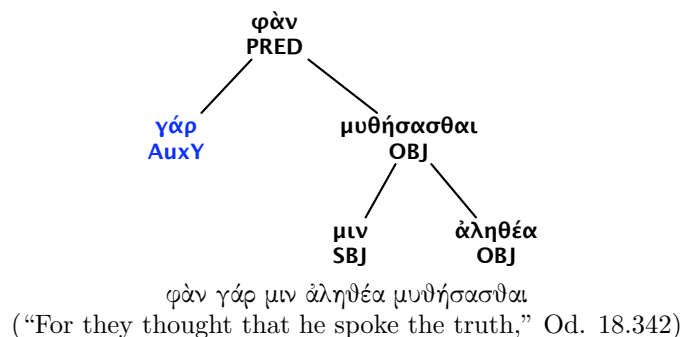 φὰν
PRED
γάρ
AuxY
μυθήσασθαι
OBJ
μιν
SBJ
ἀληθέα
OBJ
φὰν γάρ μιν ἀληθέα μυθήσασθαι
(“For they thought that he spoke the truth,” Od. 18.342)